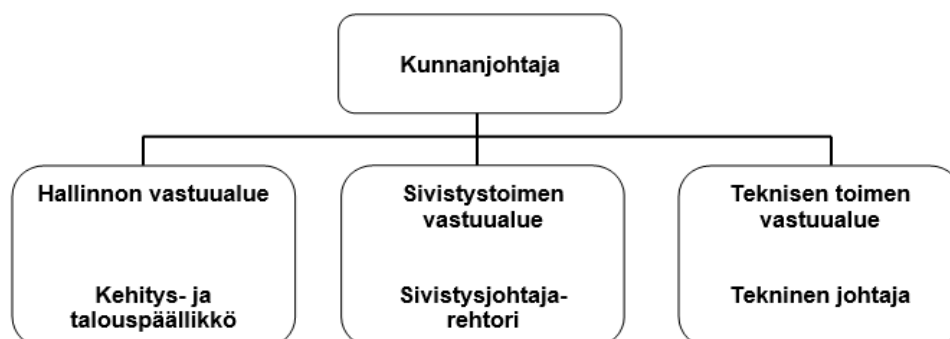 Kunnanjohtaja
Hallinnon vastuualue
Kehitys- ja
talouspäällikkö
Sivistystoimen
vastuualue
Sivistysjohtaja-
rehtori
Teknisen toimen
vastuualue
Tekninen johtaja